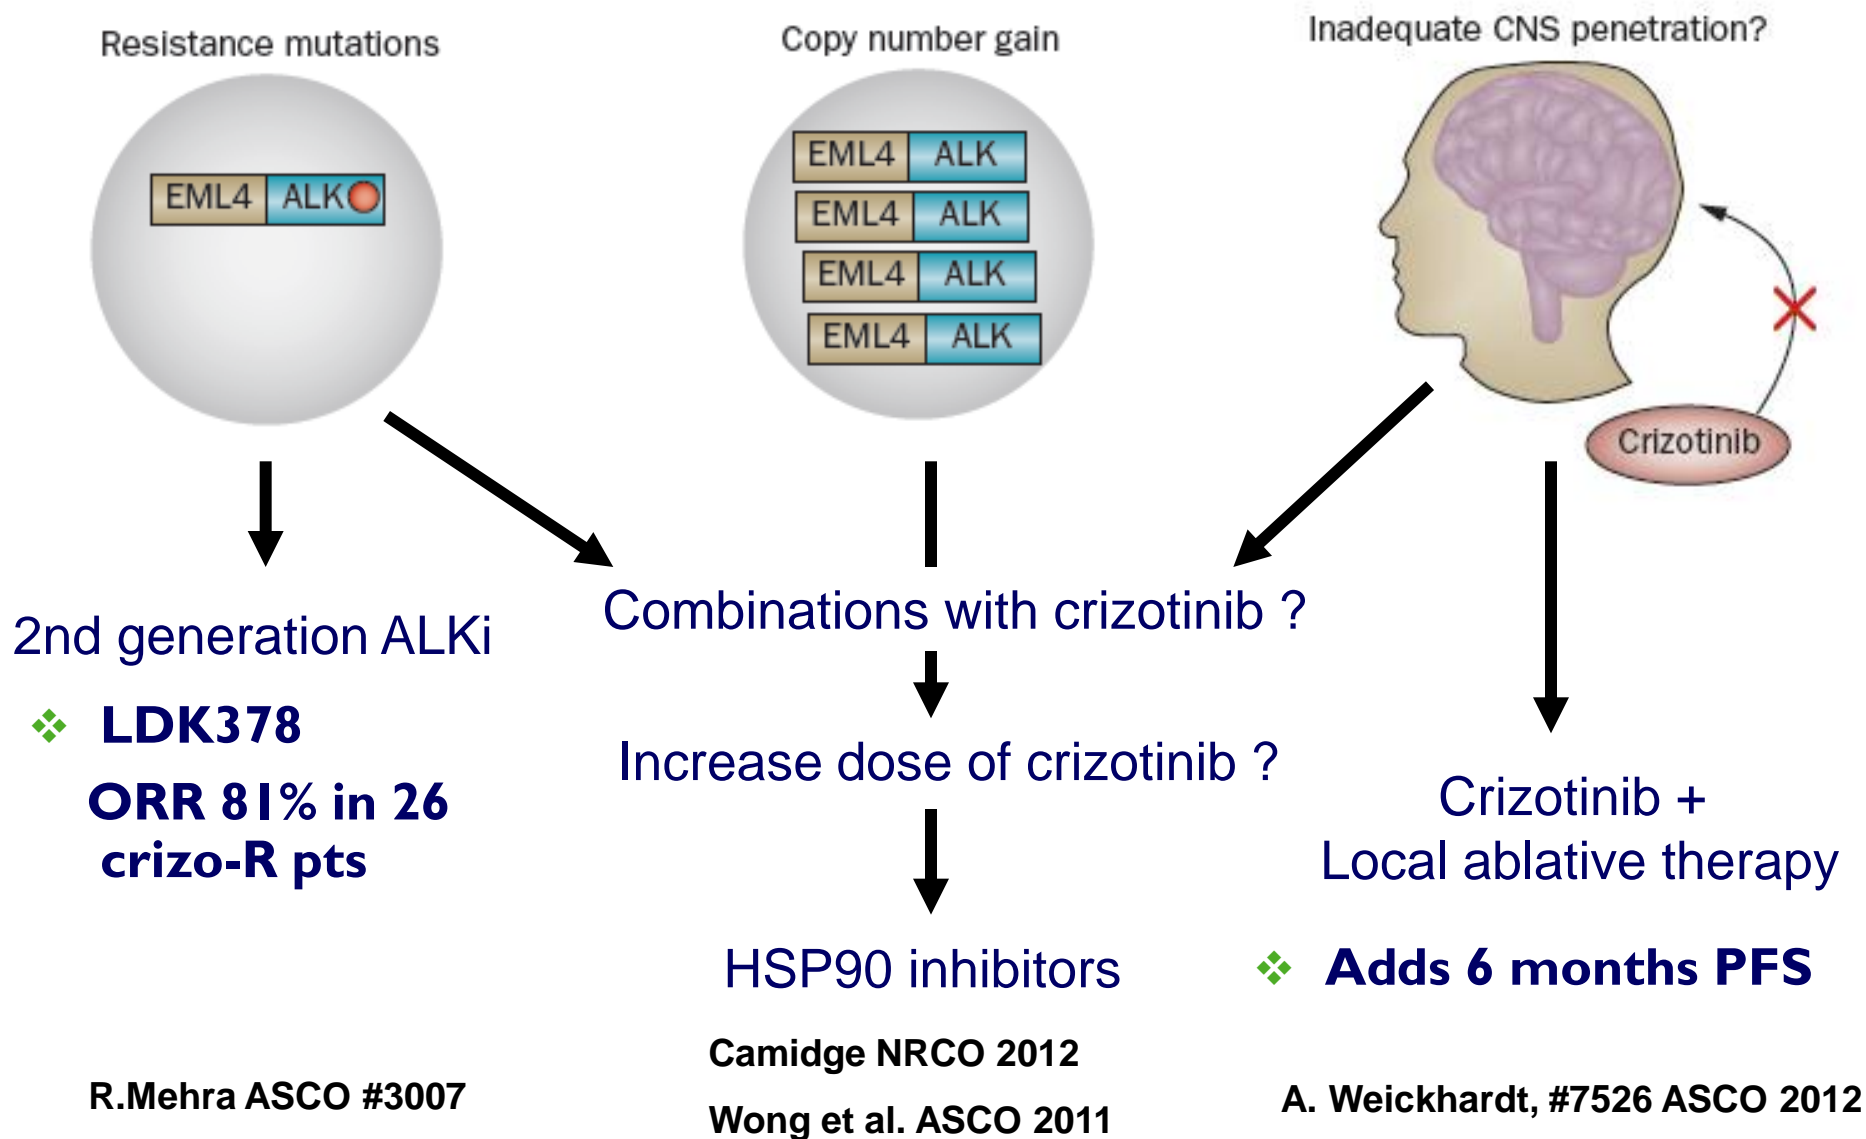 Resistance mutations
Copy number gain
Inadequate CNS penetration?
EML4 ALK
EML4 ALK
EML4 ALK
EML4 ALK
EML4 ALK
Crizotinib
2nd generation ALKi
❖ LDK378
ORR 81% in 26
crizo-R pts
Combinations with crizotinib ?
Increase dose of crizotinib ?
HSP90 inhibitors
Crizotinib +
Local ablative therapy
❖ Adds 6 months PFS
R.Mehra ASCO #3007
Camidge NRCO 2012
Wong et al. ASCO 2011
A. Weickhardt, #7526 ASCO 2012